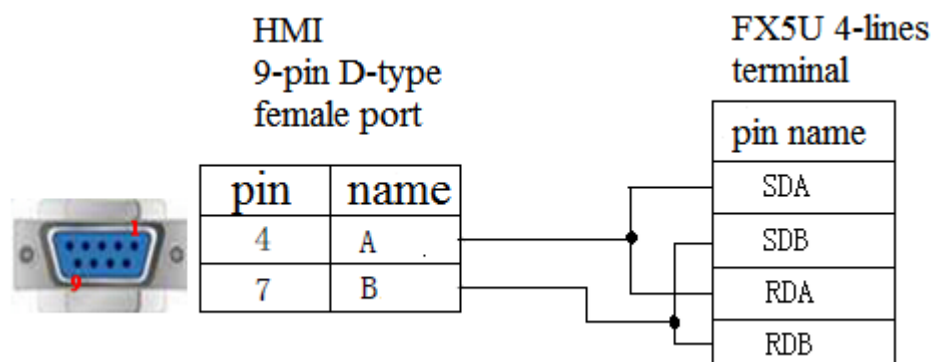 HMI
9-pin D-type
female port
FX5U 4-lines
terminal
pin name
pin name
4 A
7 B
SDA
SDB
RDA
RDB
1
9